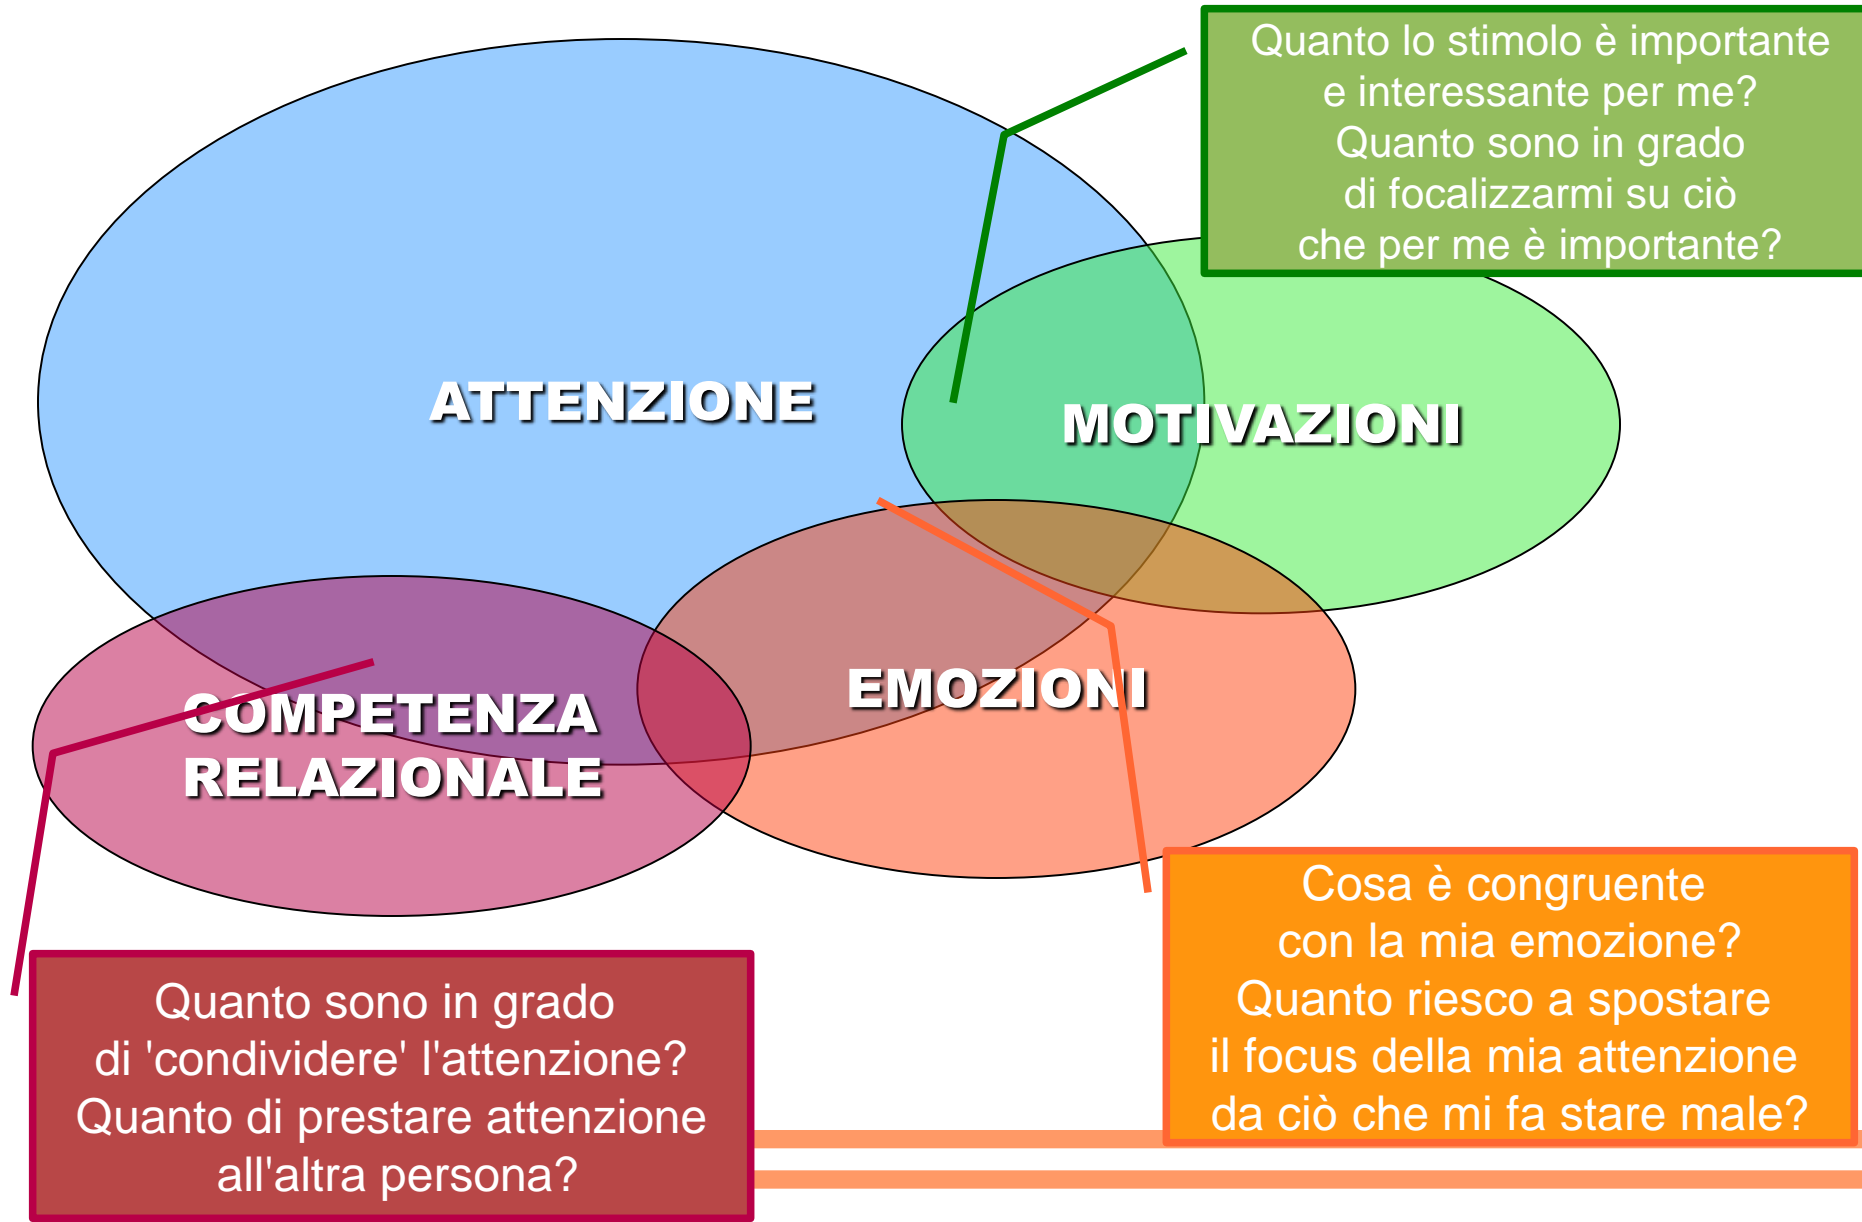 Quanto lo stimolo è importante
e interessante per me?
Quanto sono in grado
di focalizzarmi su ciò
che per me è importante?
ATTENZIONE
MOTIVAZIONI
EMOZIONI
COMPETENZA
RELAZIONALE
Cosa è congruente
con la mia emozione?
Quanto riesco a spostare
il focus della mia attenzione
da ciò che mi fa stare male?
Quanto sono in grado
di 'condividere' l'attenzione?
Quanto di prestare attenzione
all'altra persona?